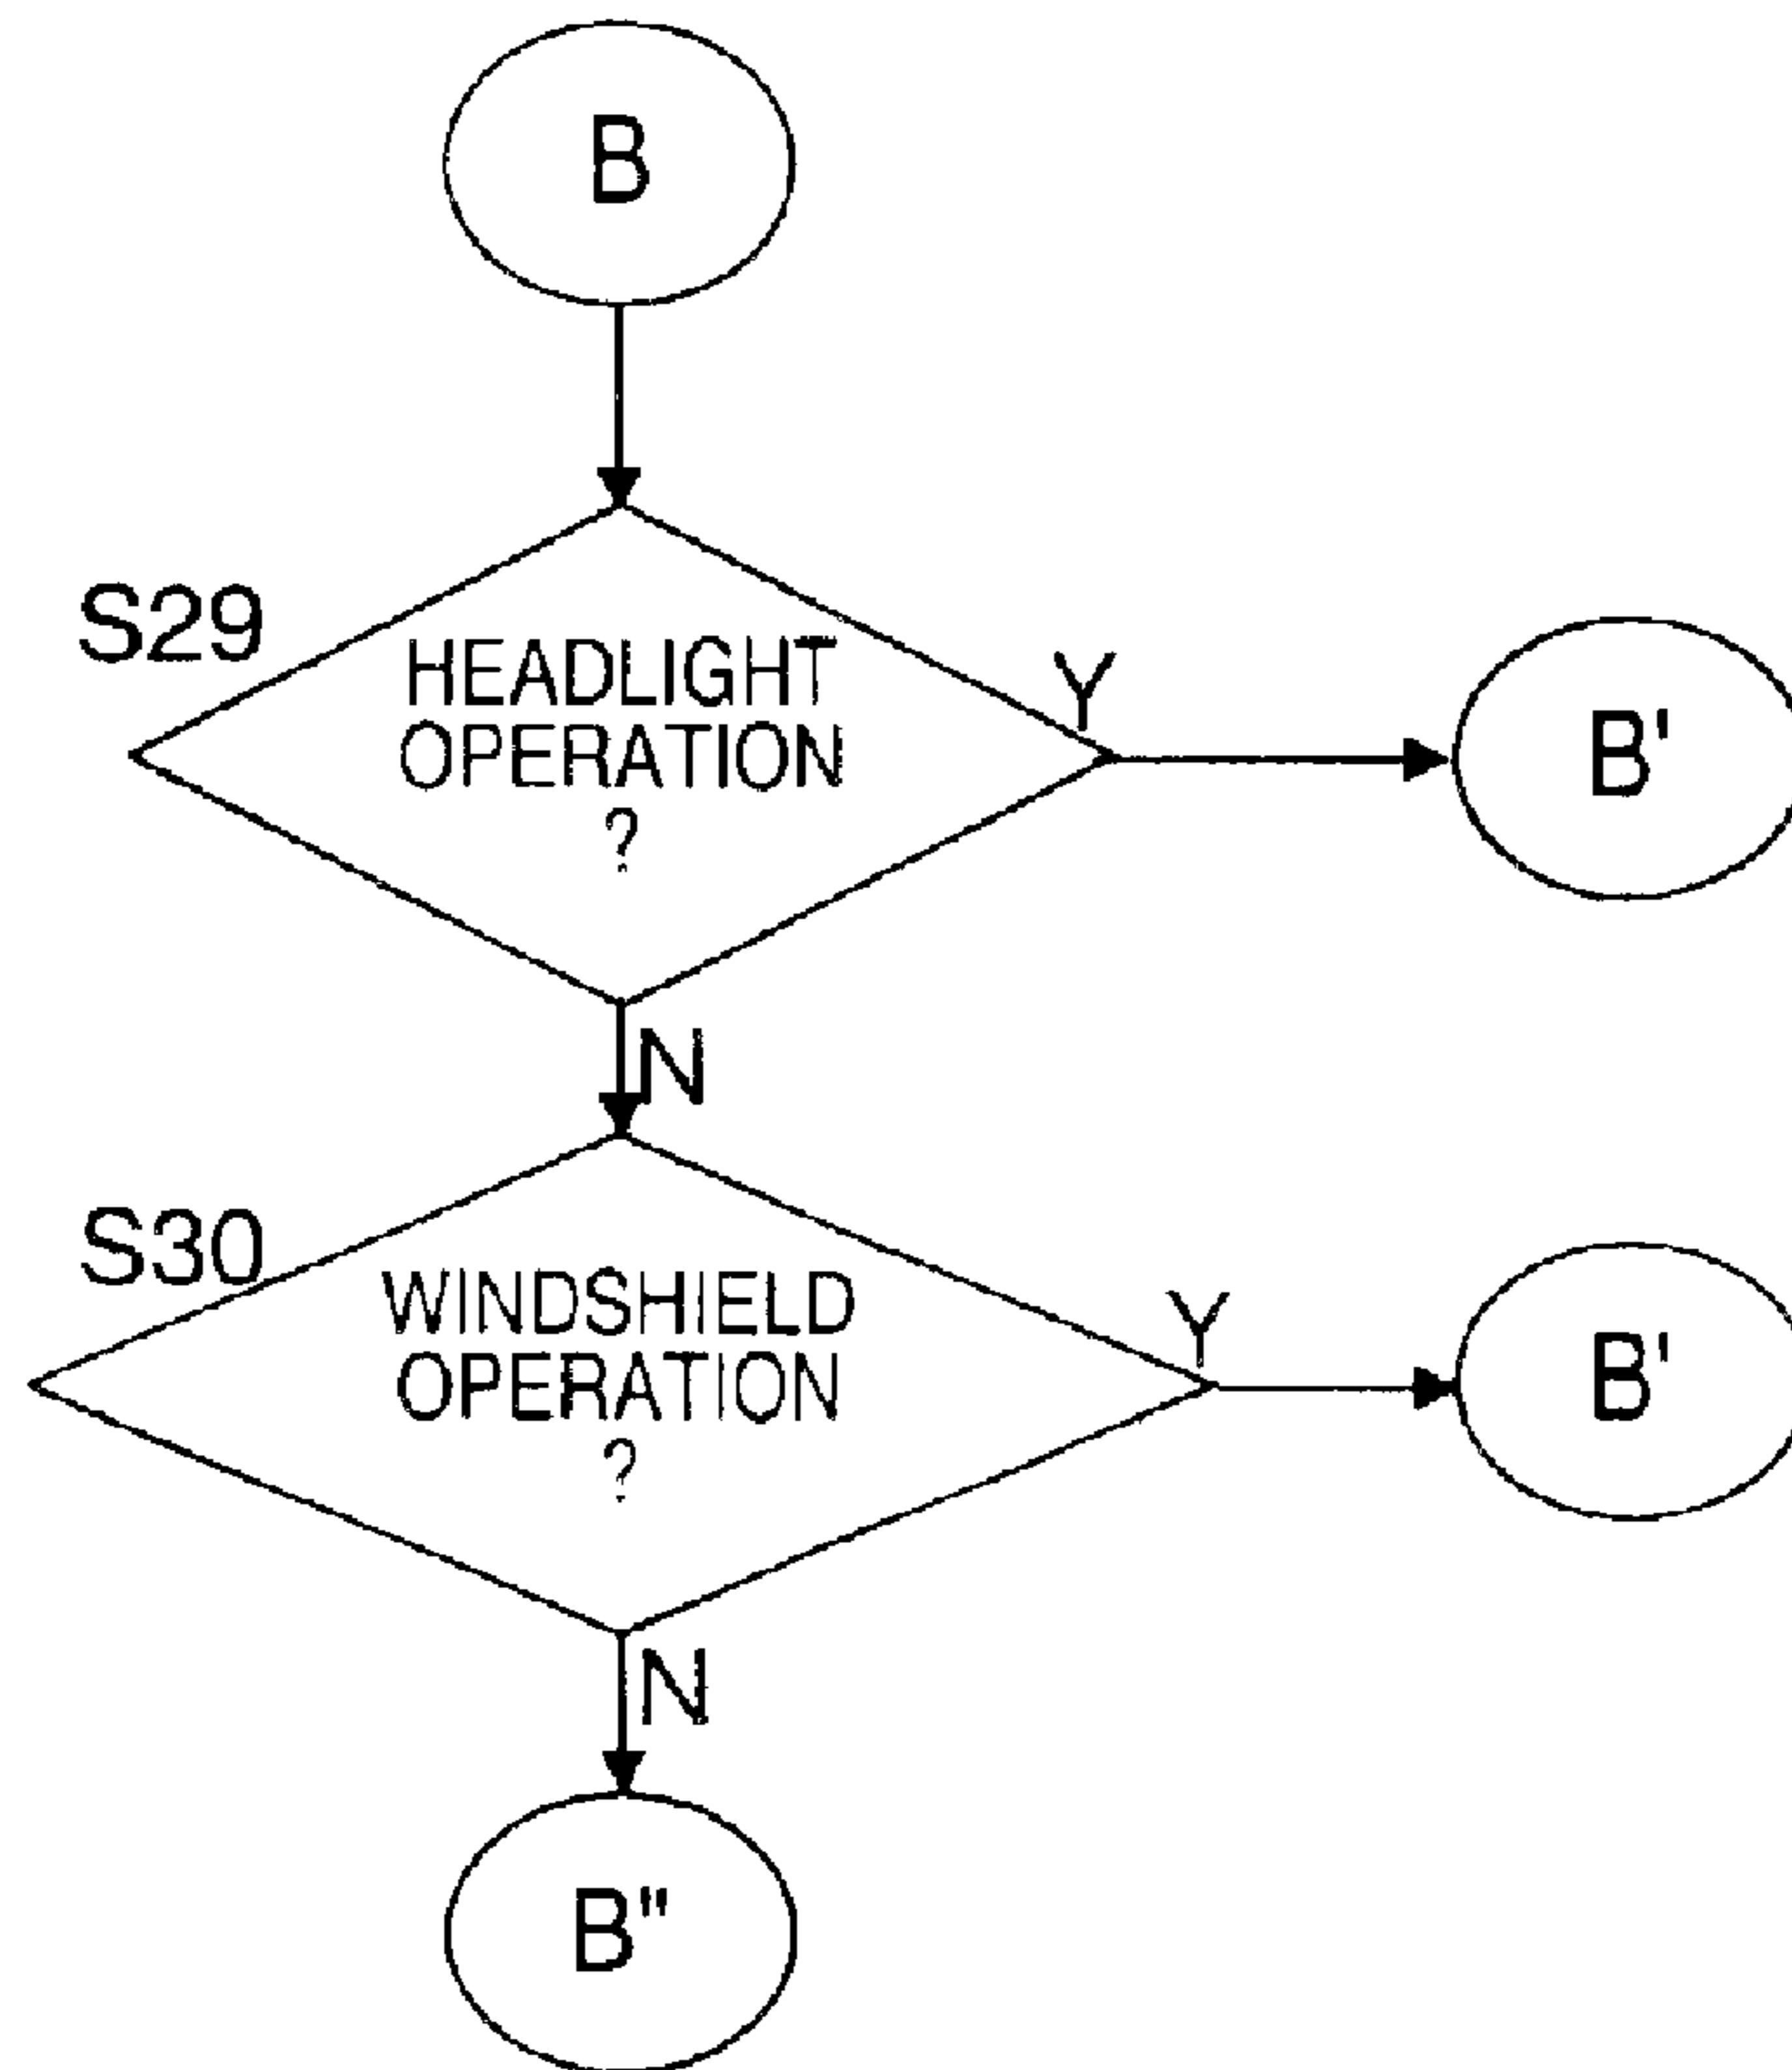 B
S29
HEADLIGHT
OPERATION
?
Y
B'
N
S30
WINDSHIELD
OPERATION
?
Y
B'
N
B"